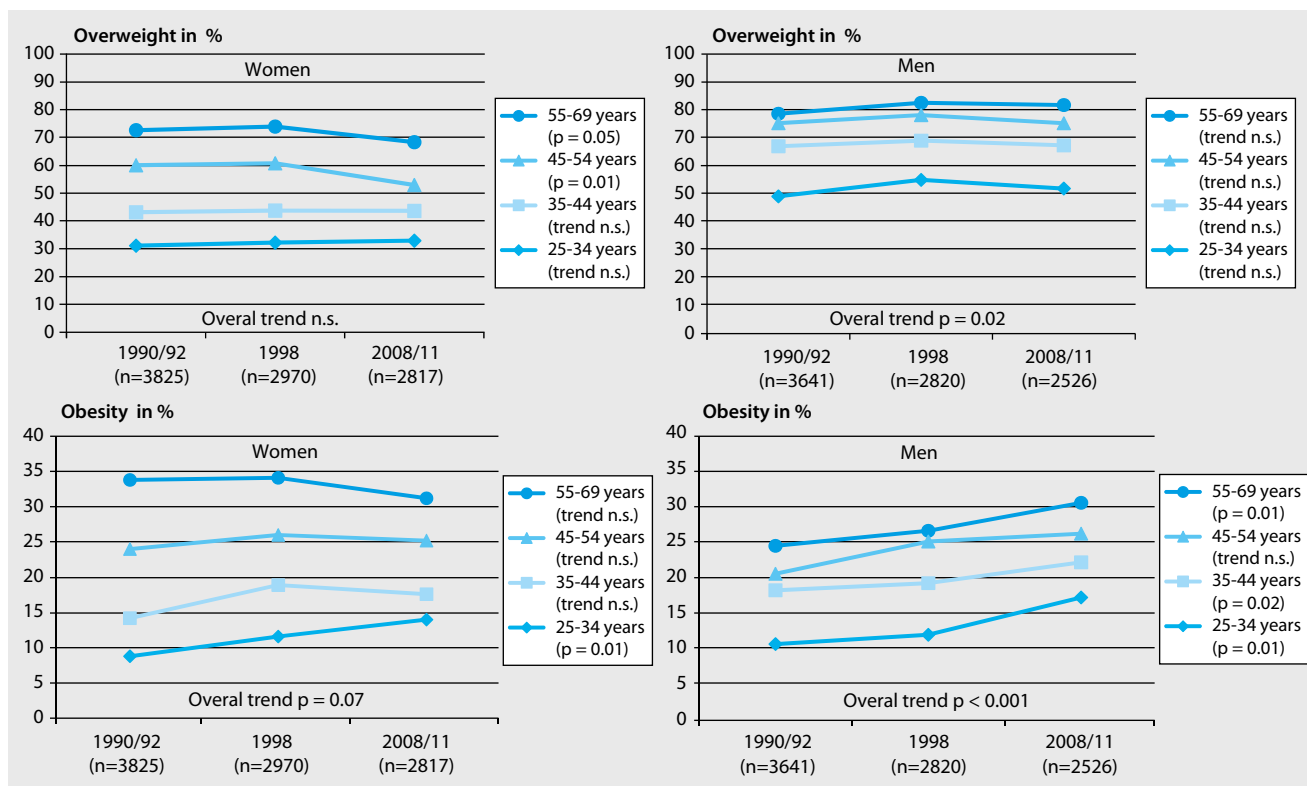 Overweight in %
Women
100
90
80
70
60
50
40
30
20
10
0
Overal trend n.s.
1990/92
(n=3825)
1998
(n=2970)
2008/11
(n=2817)
55-69 years
(p = 0.05)
45-54 years
(p = 0.01)
35-44 years
(trend n.s.)
25-34 years
(trend n.s.)
Overweight in %
Men
100
90
80
70
60
50
40
30
20
10
0
Overal trend p = 0.02
1990/92
(n=3641)
1998
(n=2820)
2008/11
(n=2526)
55-69 years
(trend n.s.)
45-54 years
(trend n.s.)
35-44 years
(trend n.s.)
25-34 years
(trend n.s.)
Obesity in %
Women
40
35
30
25
20
15
10
5
0
Overal trend p = 0.07
1990/92
(n=3825)
1998
(n=2970)
2008/11
(n=2817)
55-69 years
(trend n.s.)
45-54 years
(trend n.s.)
35-44 years
(trend n.s.)
25-34 years
(p = 0.01)
Obesity in %
Men
40
35
30
25
20
15
10
5
0
Overal trend p < 0.001
1990/92
(n=3641)
1998
(n=2820)
2008/11
(n=2526)
55-69 years
(p = 0.01)
45-54 years
(trend n.s.)
35-44 years
(p = 0.02)
25-34 years
(p = 0.01)